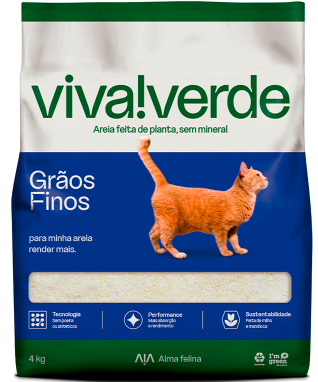 viva!verde
Areia feita de planta, sem mineral
Grãos
Finos
para minha areia
render mais.
Tecnologia
Sem poeira
ou sintéticos
Performance
Mais absorção
e rendimento
Sustentabilidade
Feita de milho
e mandioca
4 kg
Alma felina
I'm
green